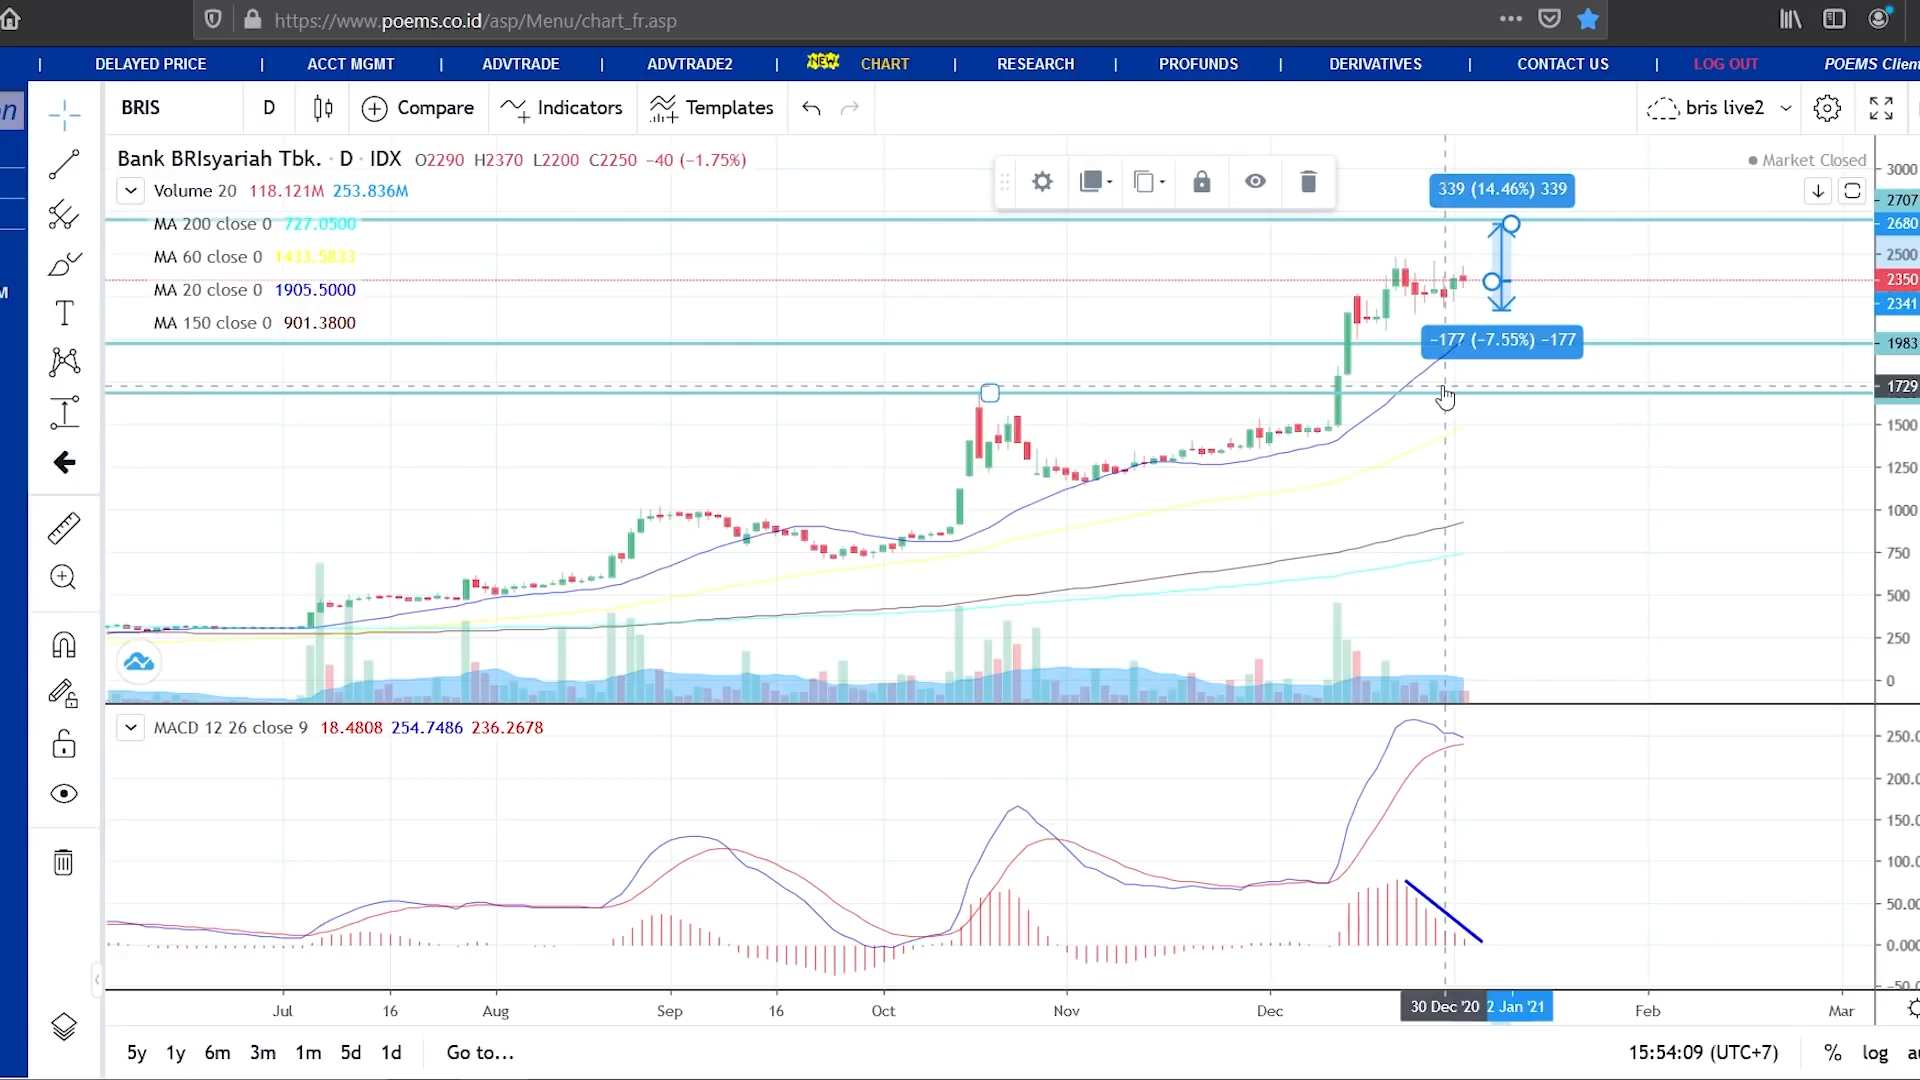 https://www.poems.co.id/asp/Menu/chart_fr.asp
| DELAYED PRICE | ACCT MGMT | ADVTRADE | ADVTRADE2 | NEW CHART | RESEARCH | PROFUNDS | DERIVATIVES | CONTACT US | LOG OUT POEMS Client
on
BRIS D Compare Indicators Templates bris live2
Bank BRIsyariah Tbk. · D · IDX O2290 H2370 L2200 C2250 −40 (−1.75%)
Market Closed
Volume 20 118.121M 253.836M
MA 200 close 0 727.0500
MA 60 close 0 1433.5833
MA 20 close 0 1905.5000
MA 150 close 0 901.3800
M
339 (14.46%) 339
−177 (−7.55%) −177
3000
2707
2680
2500
2350
2341
1983
1729
1500
1250
1000
750
500
250
0
MACD 12 26 close 9 18.4808 254.7486 236.2678
250.0
200.0
150.0
100.0
50.00
0.000
−50.0
Jul 16 Aug Sep 16 Oct Nov Dec 30 Dec '20 2 Jan '21 Feb Mar
5y 1y 6m 3m 1m 5d 1d Go to... 15:54:09 (UTC+7) % log au